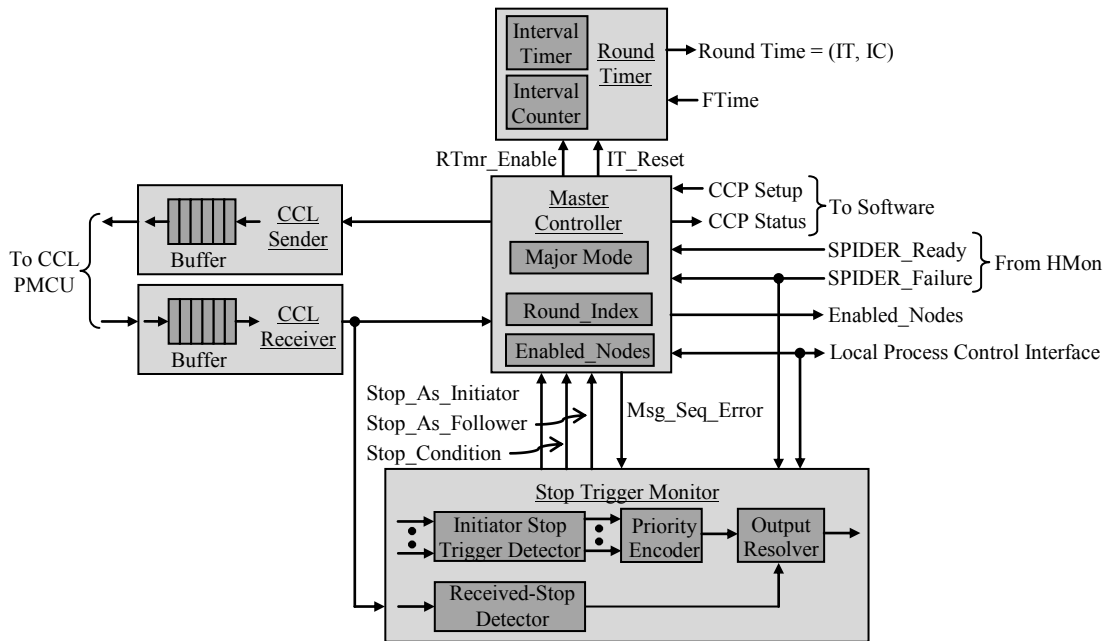 Interval
Timer
Round
Timer
Interval
Counter
Round Time = (IT, IC)
FTime
RTmr_Enable
IT_Reset
CCL
Sender
Buffer
To CCL
PMCU
CCL
Receiver
Buffer
Master
Controller
Major Mode
Round_Index
Enabled_Nodes
CCP Setup
CCP Status
To Software
SPIDER_Ready
SPIDER_Failure
From HMon
Enabled_Nodes
Local Process Control Interface
Stop_As_Initiator
Stop_As_Follower
Stop_Condition
Msg_Seq_Error
Stop Trigger Monitor
Initiator Stop
Trigger Detector
Priority
Encoder
Output
Resolver
Received-Stop
Detector